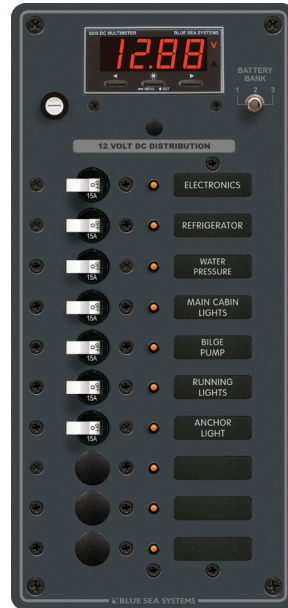 8248 DC MULTIMETER BLUE SEA SYSTEMS
12.88 V
A
MENU EXIT
BATTERY
BANK
1 2 3
12 VOLT DC DISTRIBUTION
ELECTRONICS
15A
REFRIGERATOR
15A
WATER
PRESSURE
15A
MAIN CABIN
LIGHTS
15A
BILGE
PUMP
15A
RUNNING
LIGHTS
15A
ANCHOR
LIGHT
15A
BLUE SEA SYSTEMS